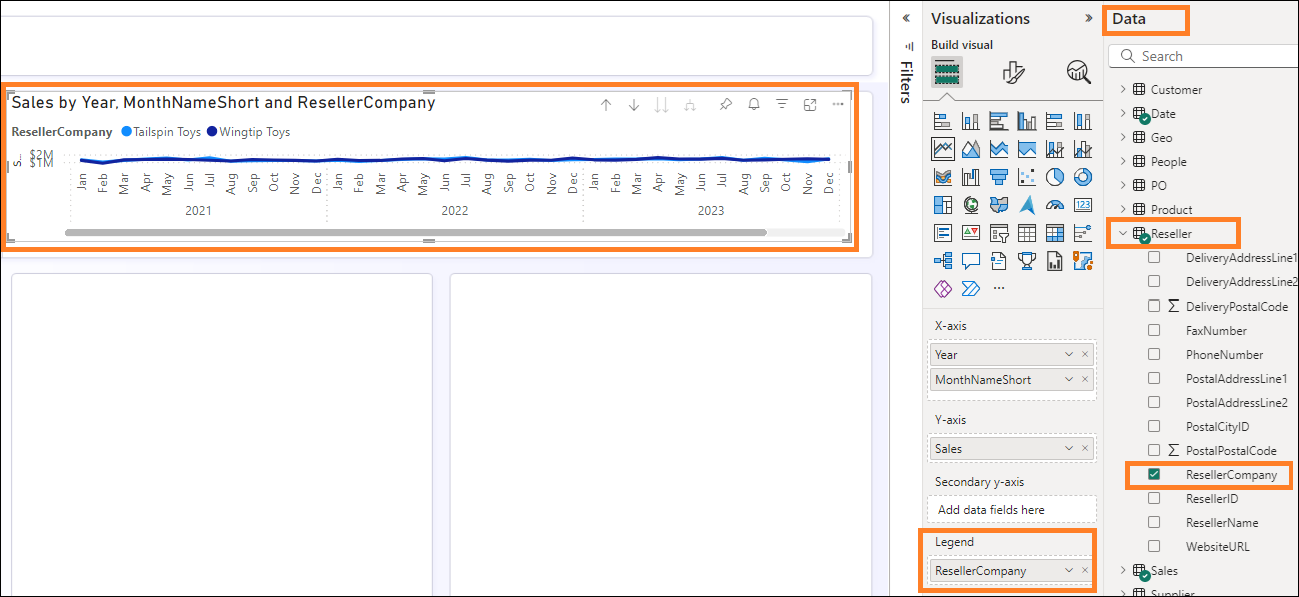 Sales by Year, MonthNameShort and ResellerCompany
ResellerCompany Tailspin Toys Wingtip Toys
S...
$2M
$1M
Jan Feb Mar Apr May Jun Jul Aug Sep Oct Nov Dec Jan Feb Mar Apr May Jun Jul Aug Sep Oct Nov Dec Jan Feb Mar Apr May Jun Jul Aug Sep Oct Nov Dec
2021 2022 2023
Filters
Visualizations
Build visual
123
X-axis
Year
MonthNameShort
Y-axis
Sales
Secondary y-axis
Add data fields here
Legend
ResellerCompany
Data
Search
Customer
Date
Geo
People
PO
Product
Reseller
DeliveryAddressLine1
DeliveryAddressLine2
DeliveryPostalCode
FaxNumber
PhoneNumber
PostalAddressLine1
PostalAddressLine2
PostalCityID
PostalPostalCode
ResellerCompany
ResellerID
ResellerName
WebsiteURL
Sales
Supplier